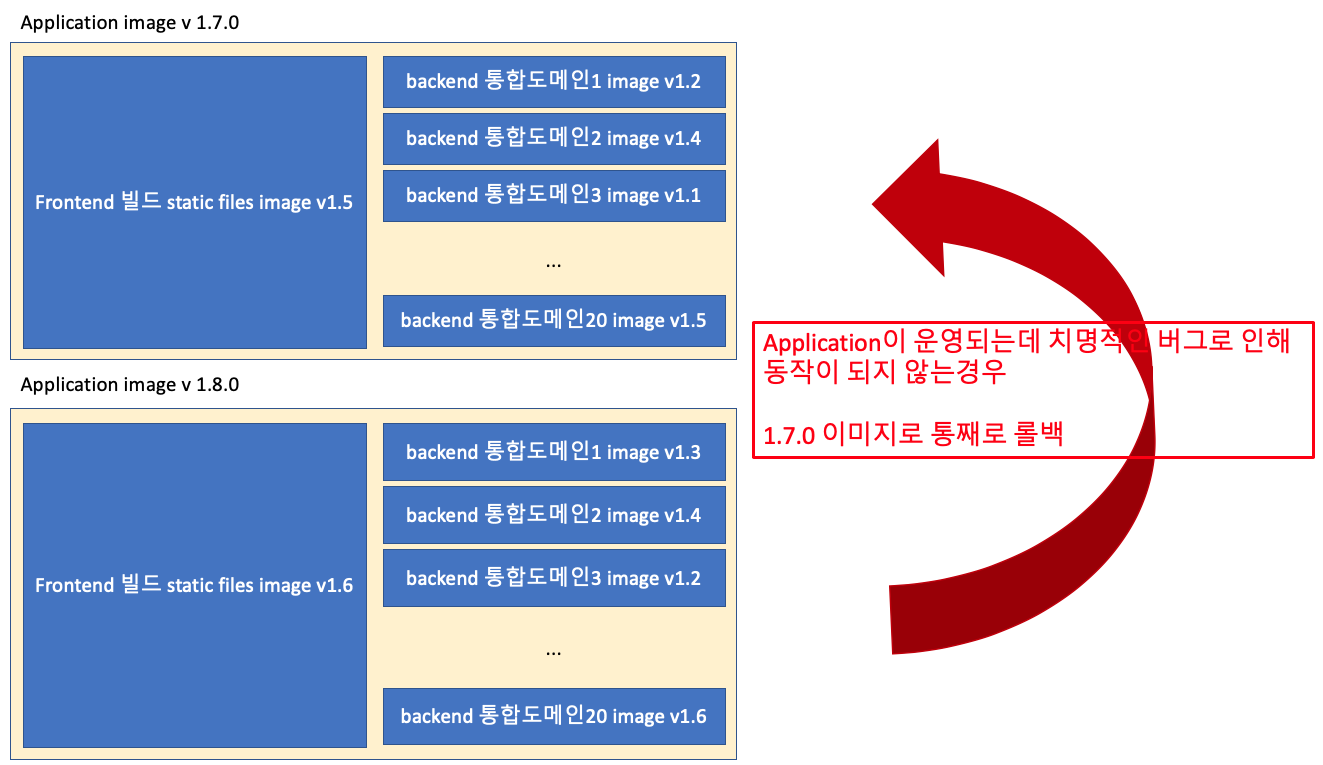 Application image v 1.7.0
Frontend 빌드 static files image v1.5
backend 통합도메인1 image v1.2
backend 통합도메인2 image v1.4
backend 통합도메인3 image v1.1
...
backend 통합도메인20 image v1.5
Application이 운영되는데 치명적인 버그로 인해
동작이 되지 않는경우
1.7.0 이미지로 통째로 롤백
Application image v 1.8.0
Frontend 빌드 static files image v1.6
backend 통합도메인1 image v1.3
backend 통합도메인2 image v1.4
backend 통합도메인3 image v1.2
...
backend 통합도메인20 image v1.6